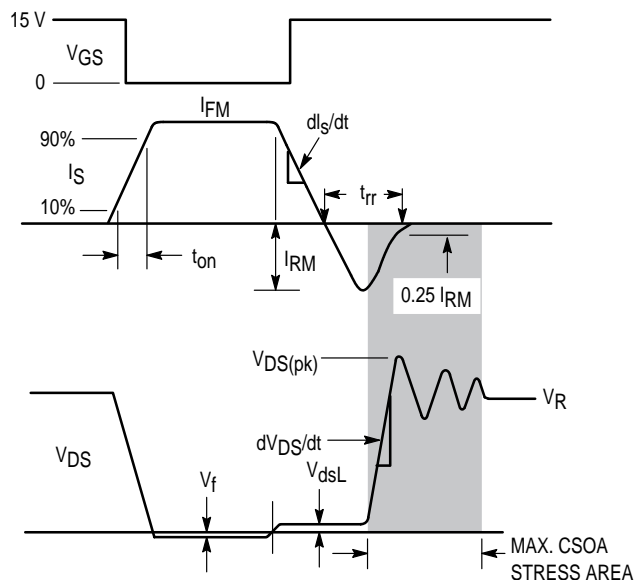 15 V
VGS
0
IFM
90%
dIs/dt
IS
trr
10%
ton
IRM
0.25 IRM
VDS(pk)
VR
VDS
dVDS/dt
Vf
VdsL
MAX. CSOA
STRESS AREA